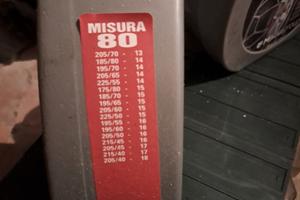 MISURA
80
205/70 - 13
185/80 - 14
195/70 - 14
205/65 - 14
225/55 - 14
175/80 - 15
185/70 - 15
195/65 - 15
205/60 - 15
225/50 - 15
195/55 - 16
195/60 - 16
205/50 - 16
215/45 - 16
205/45 - 17
215/40 - 17
205/40 - 18